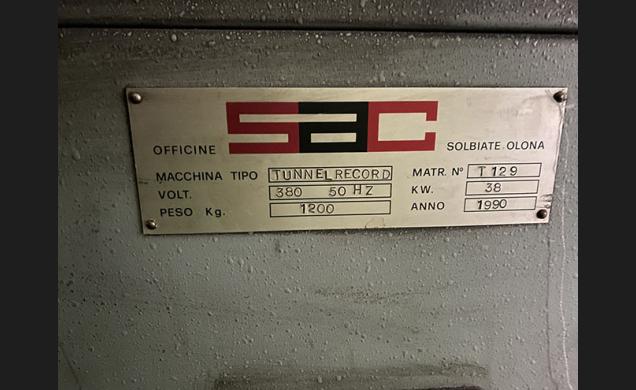 sac
OFFICINE SOLBIATE OLONA
MACCHINA TIPO TUNNEL RECORD MATR. N° T 129
VOLT. 380 50 HZ KW. 38
PESO Kg. 1200 ANNO 1990